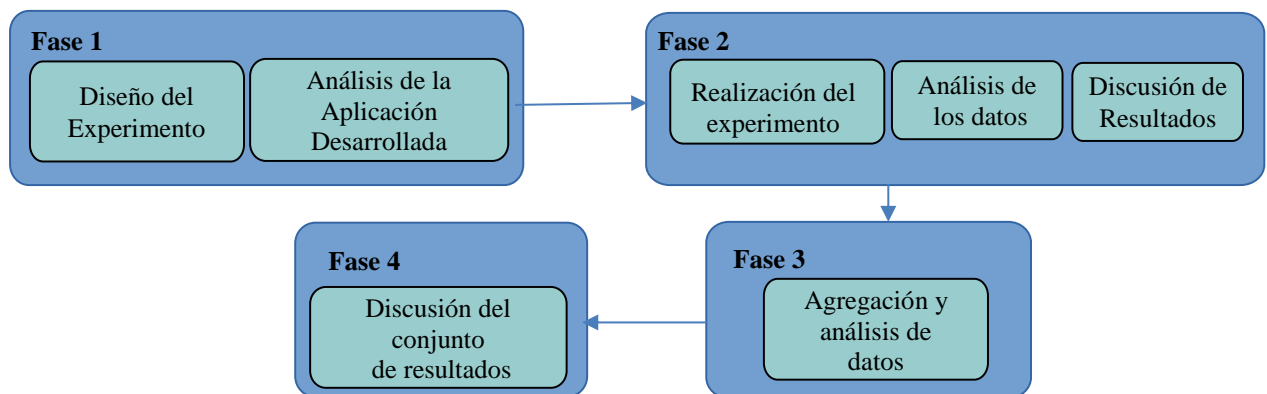 Fase 1
Diseño del
Experimento
Análisis de la
Aplicación
Desarrollada
Fase 2
Realización del
experimento
Análisis de
los datos
Discusión de
Resultados
Fase 3
Agregación y
análisis de
datos
Fase 4
Discusión del
conjunto
de resultados